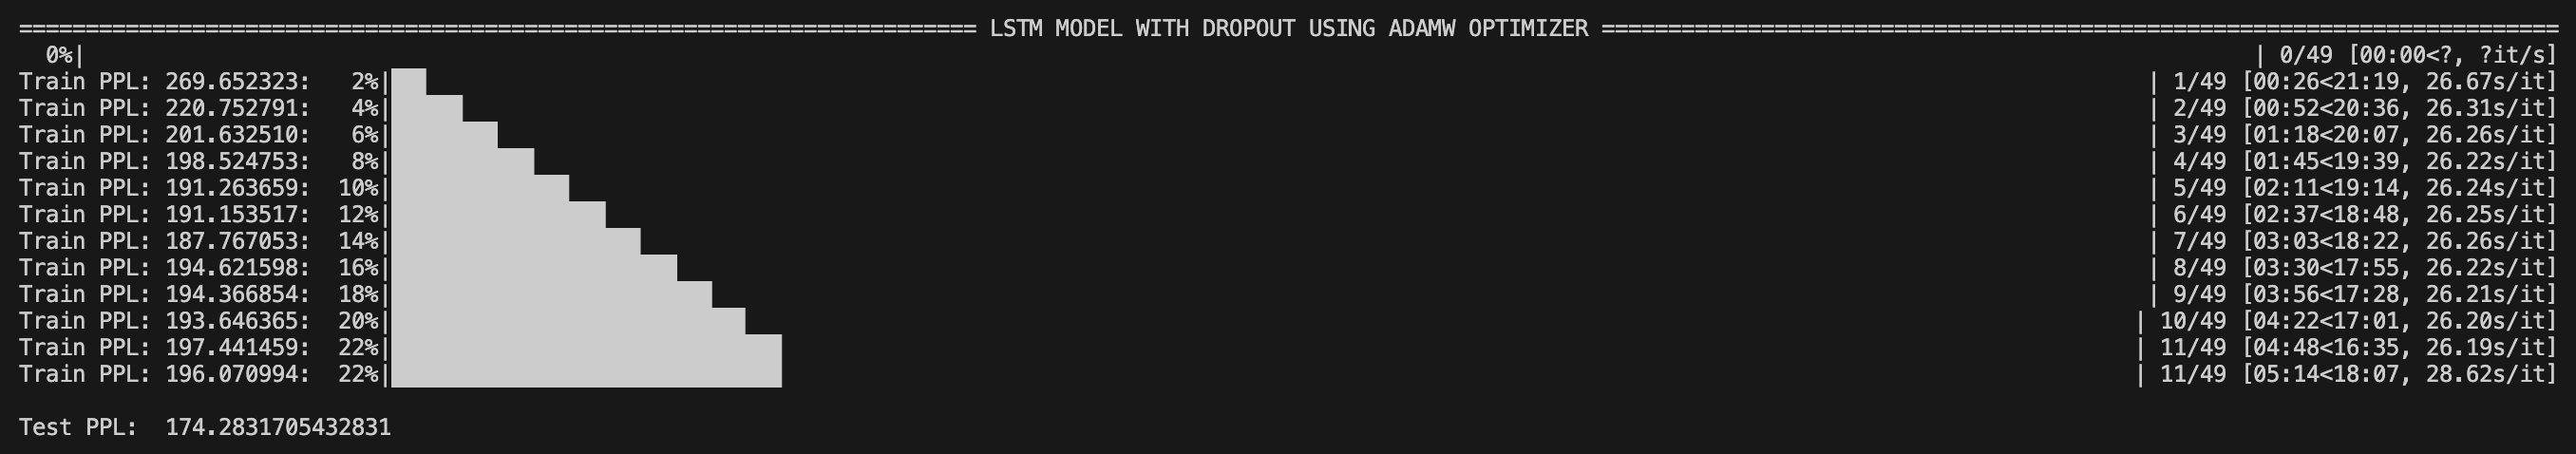 ======================================================================== LSTM MODEL WITH DROPOUT USING ADAMW OPTIMIZER ========================================================================
0%| | 0/49 [00:00<?, ?it/s]
Train PPL: 269.652323: 2%| | 1/49 [00:26<21:19, 26.67s/it]
Train PPL: 220.752791: 4%| | 2/49 [00:52<20:36, 26.31s/it]
Train PPL: 201.632510: 6%| | 3/49 [01:18<20:07, 26.26s/it]
Train PPL: 198.524753: 8%| | 4/49 [01:45<19:39, 26.22s/it]
Train PPL: 191.263659: 10%| | 5/49 [02:11<19:14, 26.24s/it]
Train PPL: 191.153517: 12%| | 6/49 [02:37<18:48, 26.25s/it]
Train PPL: 187.767053: 14%| | 7/49 [03:03<18:22, 26.26s/it]
Train PPL: 194.621598: 16%| | 8/49 [03:30<17:55, 26.22s/it]
Train PPL: 194.366854: 18%| | 9/49 [03:56<17:28, 26.21s/it]
Train PPL: 193.646365: 20%| | 10/49 [04:22<17:01, 26.20s/it]
Train PPL: 197.441459: 22%| | 11/49 [04:48<16:35, 26.19s/it]
Train PPL: 196.070994: 22%| | 11/49 [05:14<18:07, 28.62s/it]
Test PPL: 174.2831705432831